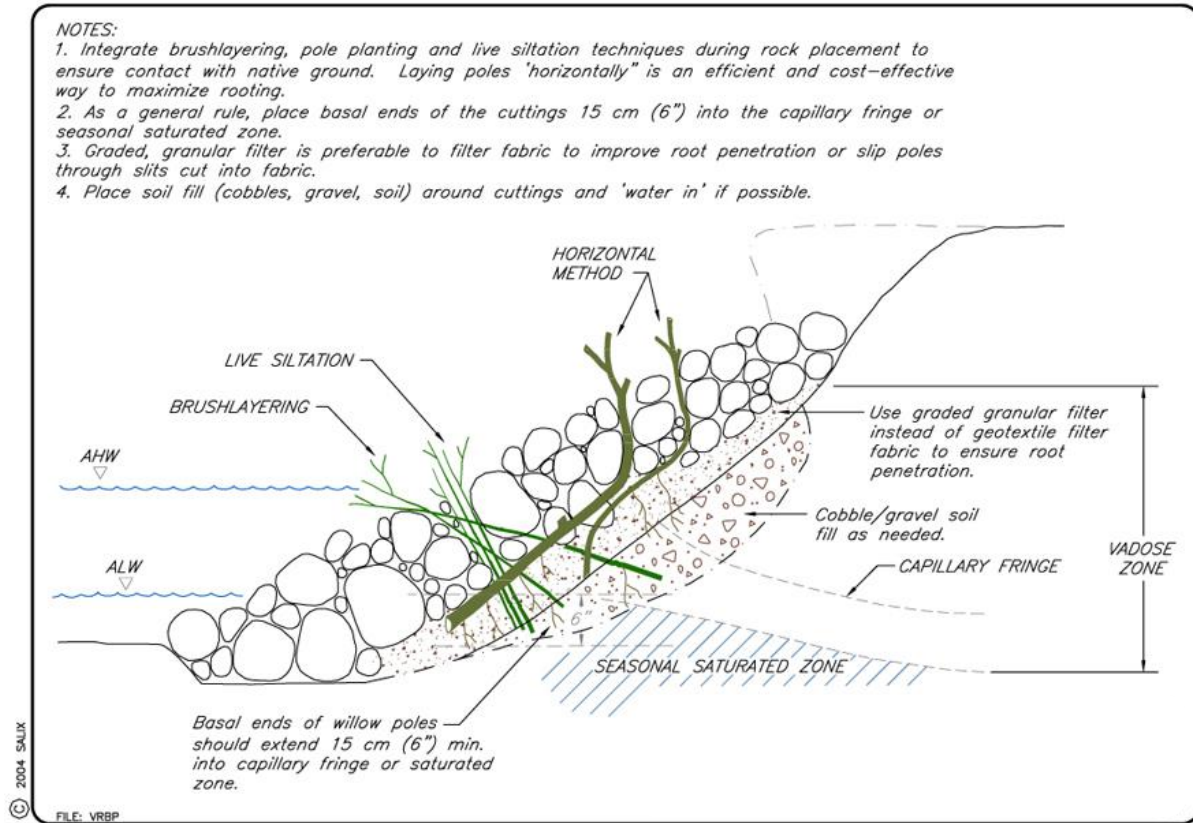 NOTES:
1. Integrate brushlayering, pole planting and live siltation techniques during rock placement to
ensure contact with native ground. Laying poles 'horizontally" is an efficient and cost-effective
way to maximize rooting.
2. As a general rule, place basal ends of the cuttings 15 cm (6") into the capillary fringe or
seasonal saturated zone.
3. Graded, granular filter is preferable to filter fabric to improve root penetration or slip poles
through slits cut into fabric.
4. Place soil fill (cobbles, gravel, soil) around cuttings and 'water in' if possible.
HORIZONTAL
METHOD
LIVE SILTATION
BRUSHLAYERING
AHW
ALW
Use graded granular filter
instead of geotextile filter
fabric to ensure root
penetration.
Cobble/gravel soil
fill as needed.
CAPILLARY FRINGE
VADOSE
ZONE
6"
SEASONAL SATURATED ZONE
Basal ends of willow poles
should extend 15 cm (6") min.
into capillary fringe or saturated
zone.
© 2004 SALIX
FILE: VRBP